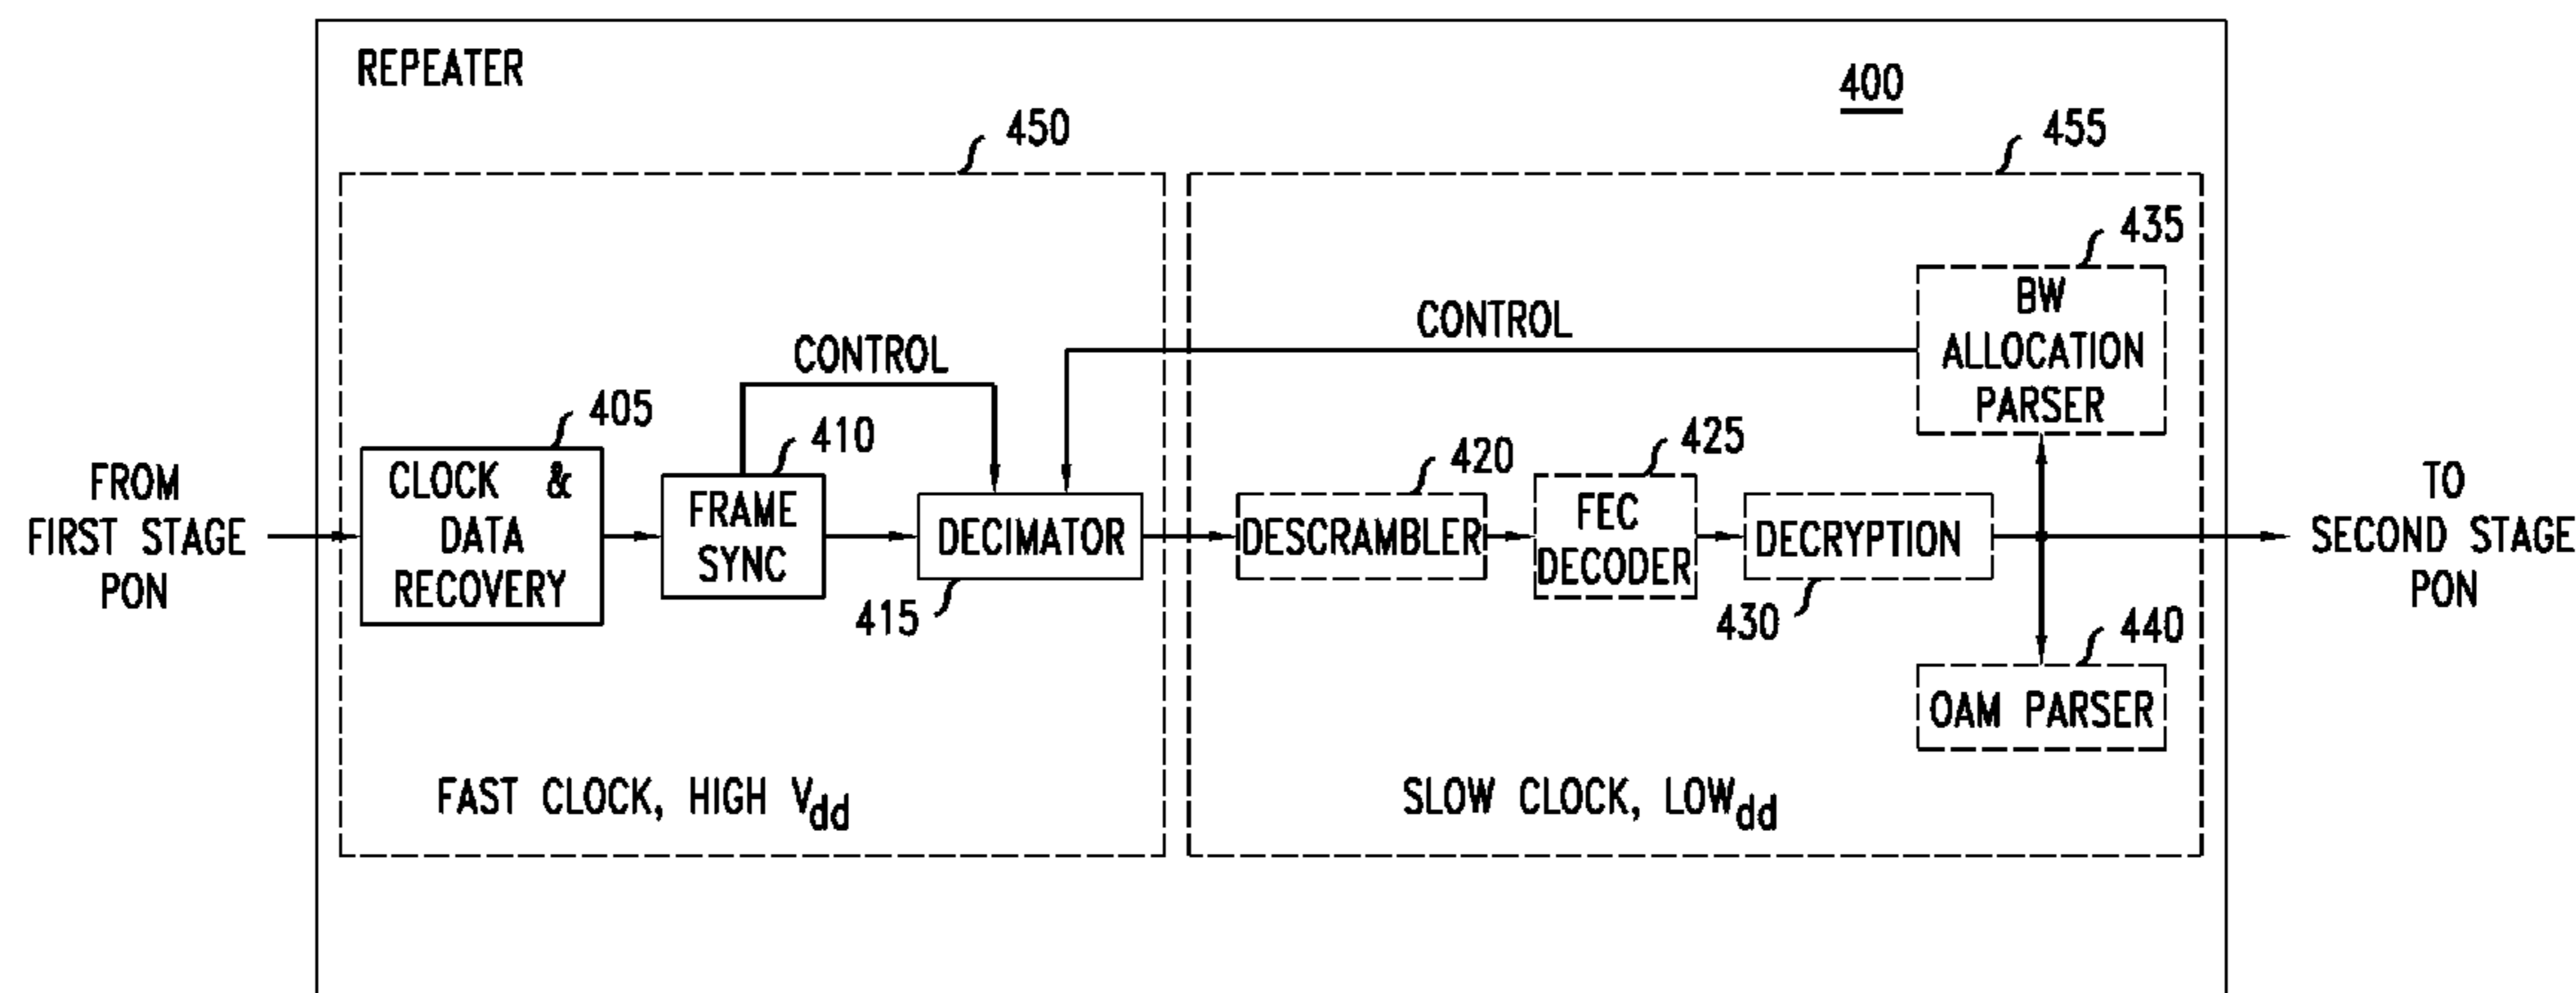 REPEATER
400
450
455
435
BW
ALLOCATION
PARSER
CONTROL
CONTROL
405
410
420
425
CLOCK &
DATA
RECOVERY
FRAME
SYNC
DECIMATOR
415
DESCRAMBLER
FEC
DECODER
DECRYPTION
430
FROM
FIRST STAGE
PON
TO
SECOND STAGE
PON
440
OAM PARSER
FAST CLOCK, HIGH Vdd
SLOW CLOCK, LOWdd